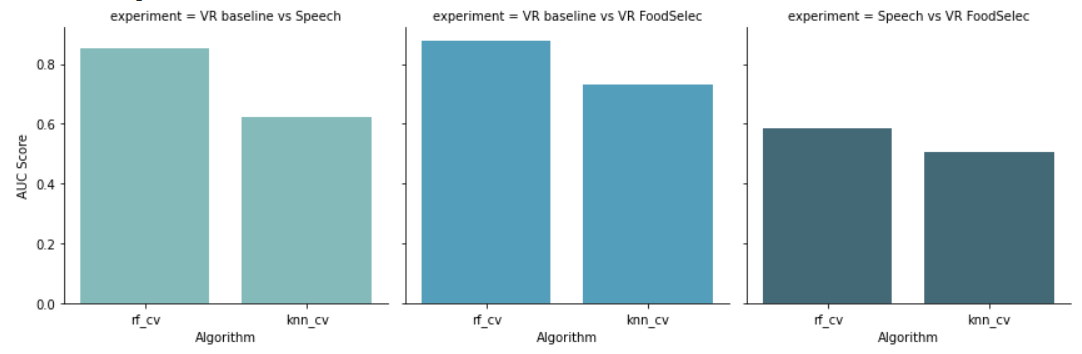 experiment = VR baseline vs Speech
experiment = VR baseline vs VR FoodSelec
experiment = Speech vs VR FoodSelec
AUC Score
0.8
0.6
0.4
0.2
0.0
rf_cv
knn_cv
rf_cv
knn_cv
rf_cv
knn_cv
Algorithm
Algorithm
Algorithm